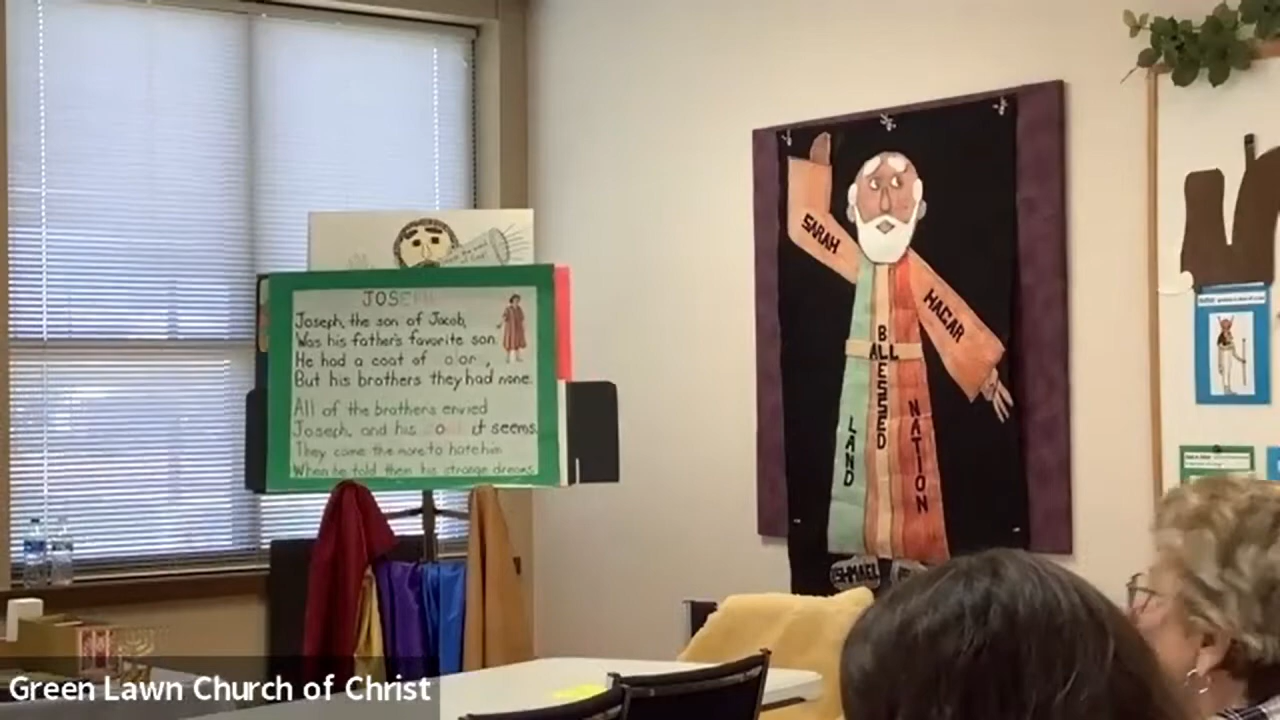 JOSEPH
Joseph, the son of Jacob,
Was his father's favorite son.
He had a coat of color,
But his brothers they had none.
All of the brothers envied
Joseph, and his it seems.
They came the more to hate him
When he told them his strange dreams.
SARAH
HAGAR
ALL
BLESSED
LAND
NATION
ISHMAEL
Green Lawn Church of Christ